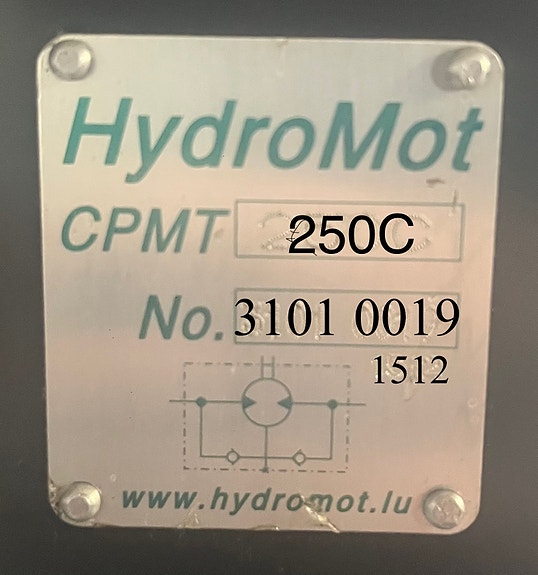 HydroMot
CPMT 250C
No. 3101 0019
1512
www.hydromot.lu